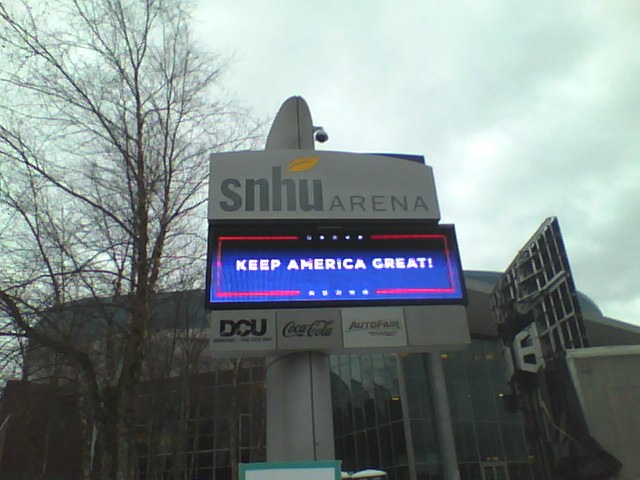 snhu ARENA
KEEP AMERICA GREAT!
DCU
Coca-Cola
AUTOFAIR